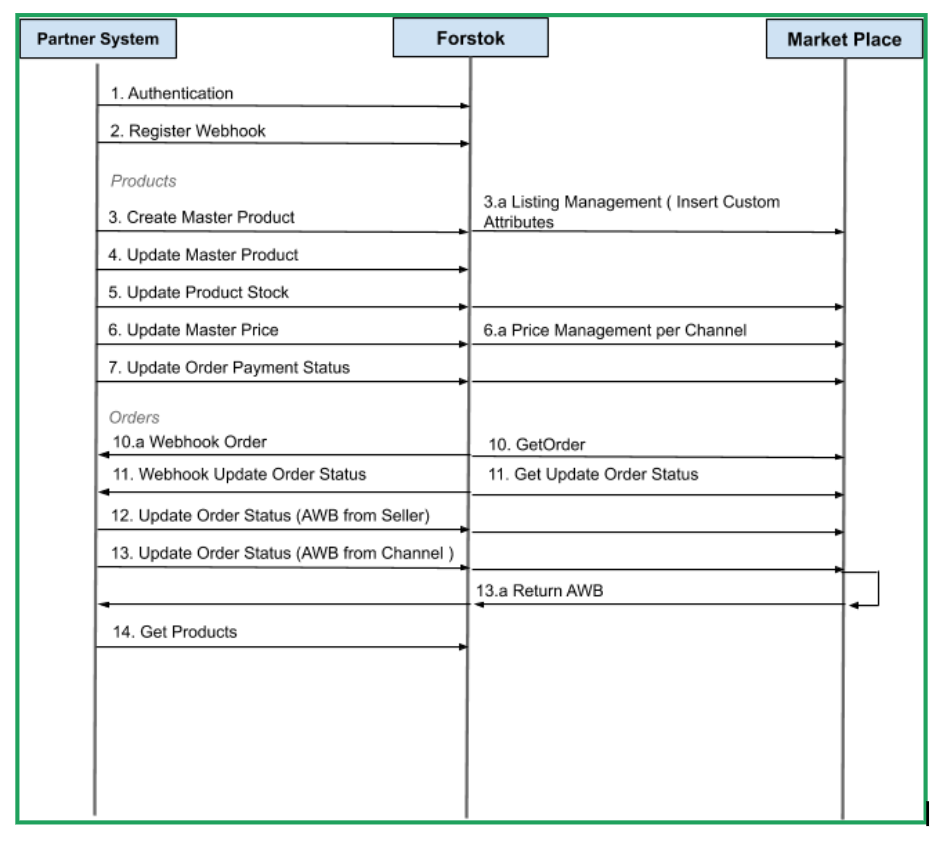 Partner System
Forstok
Market Place
1. Authentication
2. Register Webhook
Products
3. Create Master Product
3.a Listing Management ( Insert Custom
Attributes
4. Update Master Product
5. Update Product Stock
6. Update Master Price
6.a Price Management per Channel
7. Update Order Payment Status
Orders
10.a Webhook Order
10. GetOrder
11. Webhook Update Order Status
11. Get Update Order Status
12. Update Order Status (AWB from Seller)
13. Update Order Status (AWB from Channel )
13.a Return AWB
14. Get Products